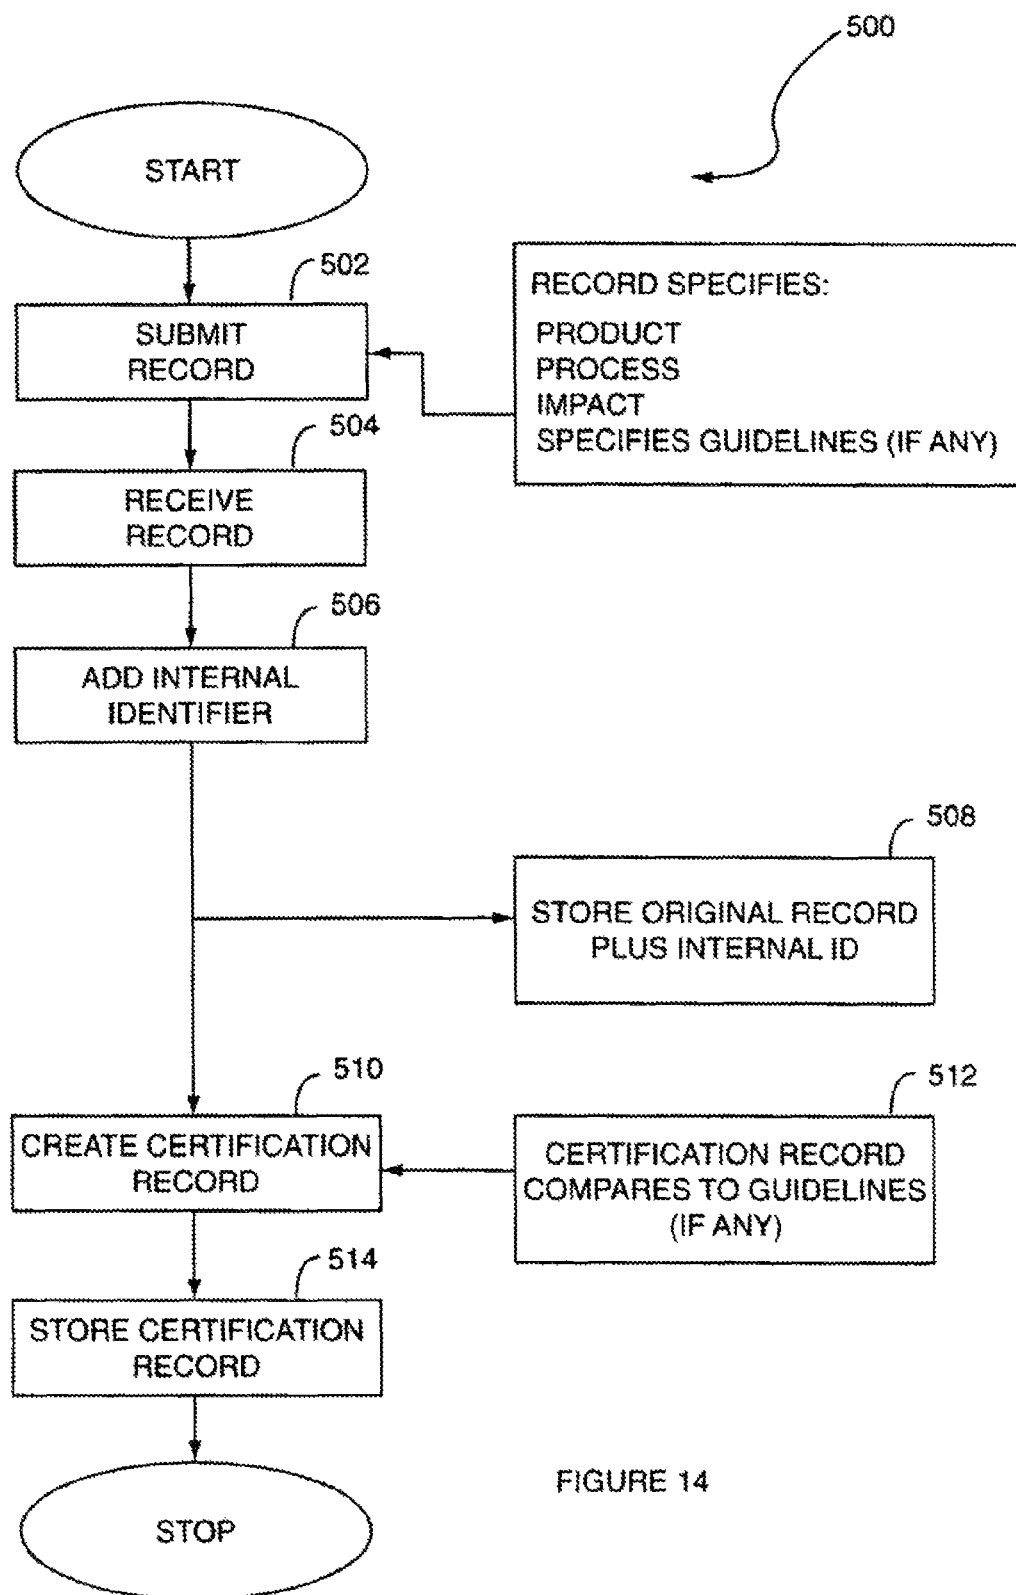 500
START
502
SUBMIT
RECORD
RECORD SPECIFIES:
PRODUCT
PROCESS
IMPACT
SPECIFIES GUIDELINES (IF ANY)
504
RECEIVE
RECORD
506
ADD INTERNAL
IDENTIFIER
508
STORE ORIGINAL RECORD
PLUS INTERNAL ID
510
CREATE CERTIFICATION
RECORD
512
CERTIFICATION RECORD
COMPARES TO GUIDELINES
(IF ANY)
514
STORE CERTIFICATION
RECORD
STOP
FIGURE 14